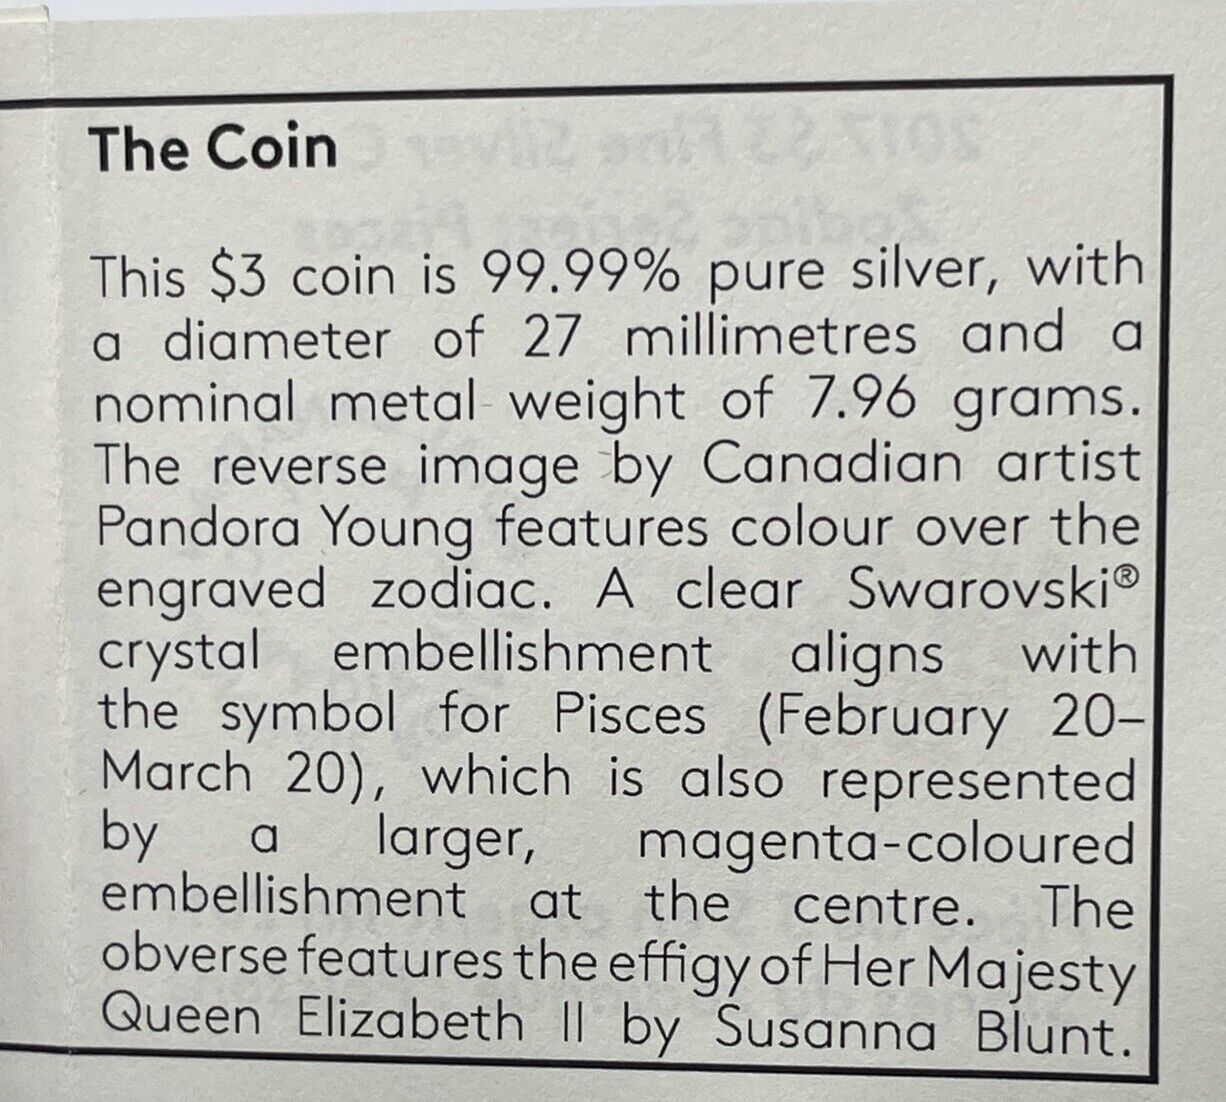 The Coin
This $3 coin is 99.99% pure silver, with
a diameter of 27 millimetres and a
nominal metal weight of 7.96 grams.
The reverse image by Canadian artist
Pandora Young features colour over the
engraved zodiac. A clear Swarovski®
crystal embellishment aligns with
the symbol for Pisces (February 20–
March 20), which is also represented
by a larger, magenta-coloured
embellishment at the centre. The
obverse features the effigy of Her Majesty
Queen Elizabeth II by Susanna Blunt.